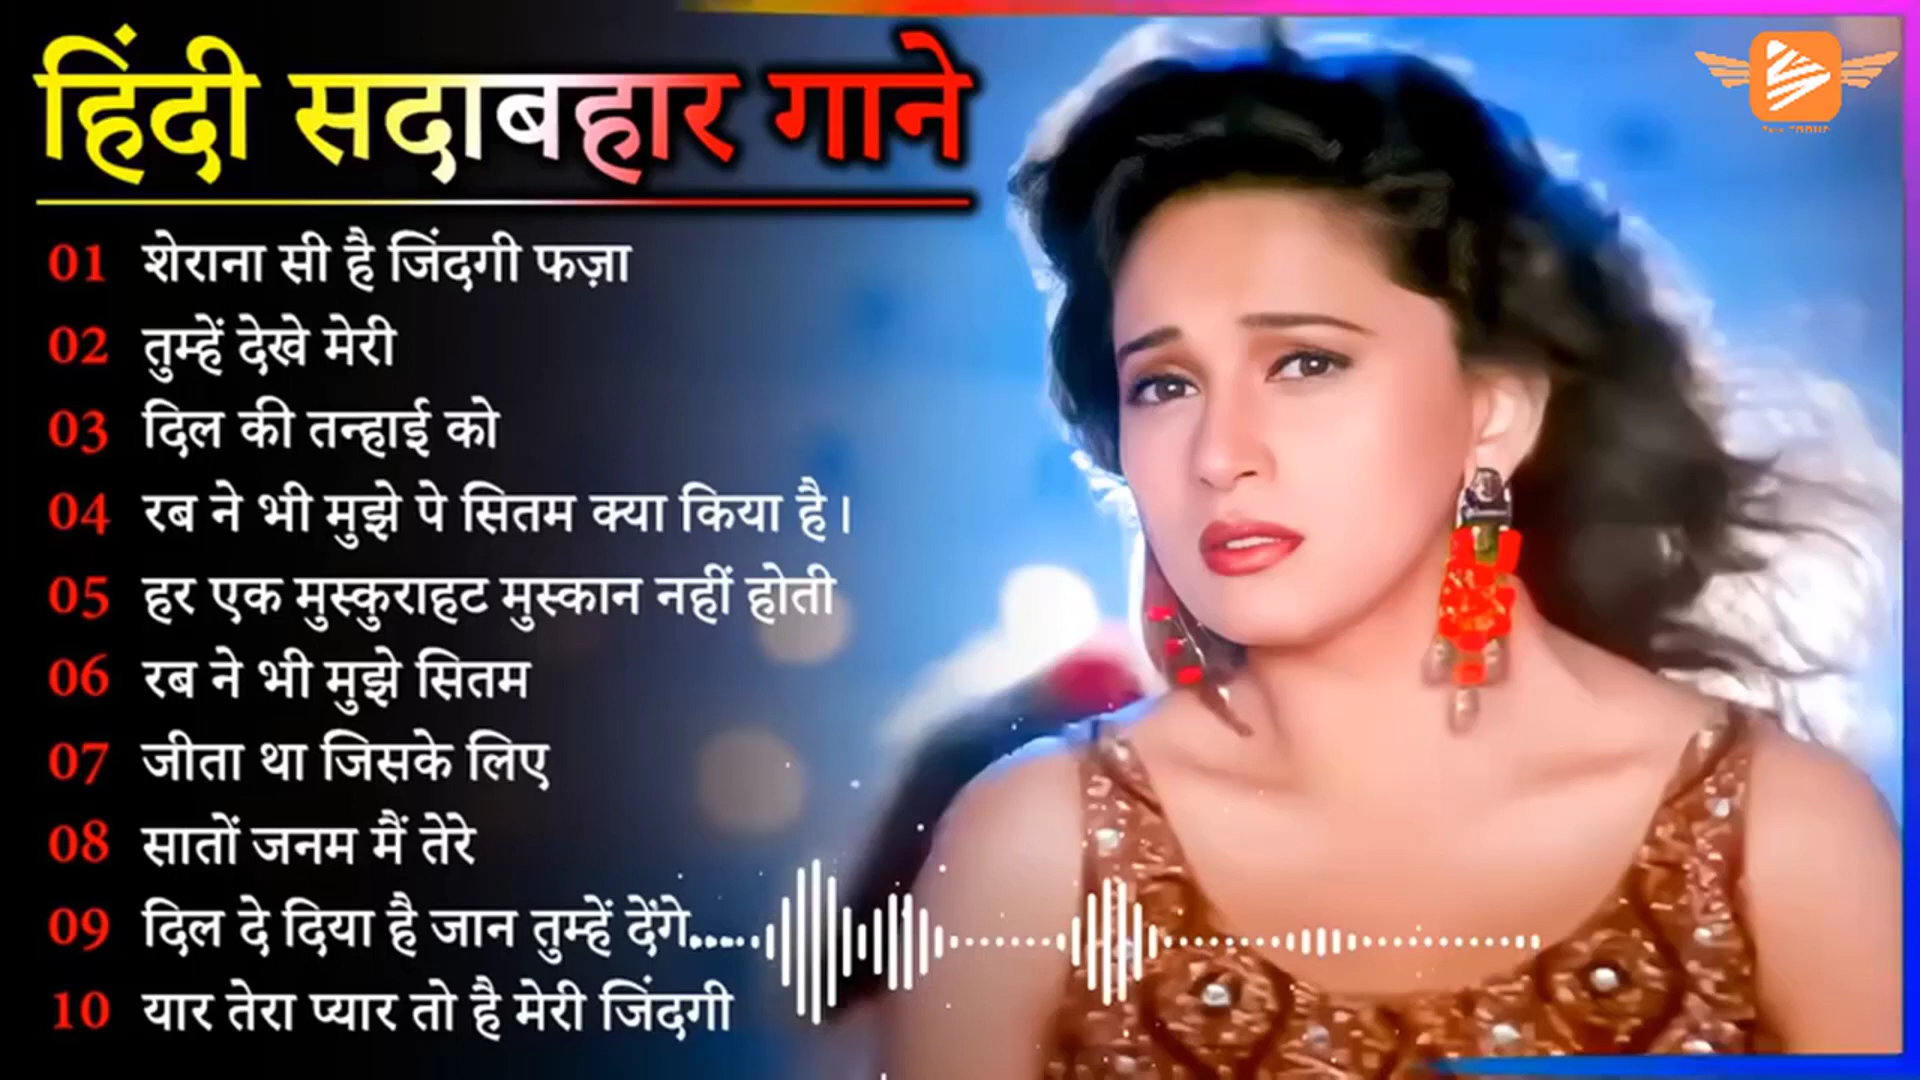 हिंदी सदाबहार गाने
01 शेराना सी है जिंदगी फज़ा
02 तुम्हें देखे मेरी
03 दिल की तन्हाई को
04 रब ने भी मुझे पे सितम क्या किया है।
05 हर एक मुस्कुराहट मुस्कान नहीं होती
06 रब ने भी मुझे सितम
07 जीता था जिसके लिए
08 सातों जनम मैं तेरे
09 दिल दे दिया है जान तुम्हें देंगे
10 यार तेरा प्यार तो है मेरी जिंदगी